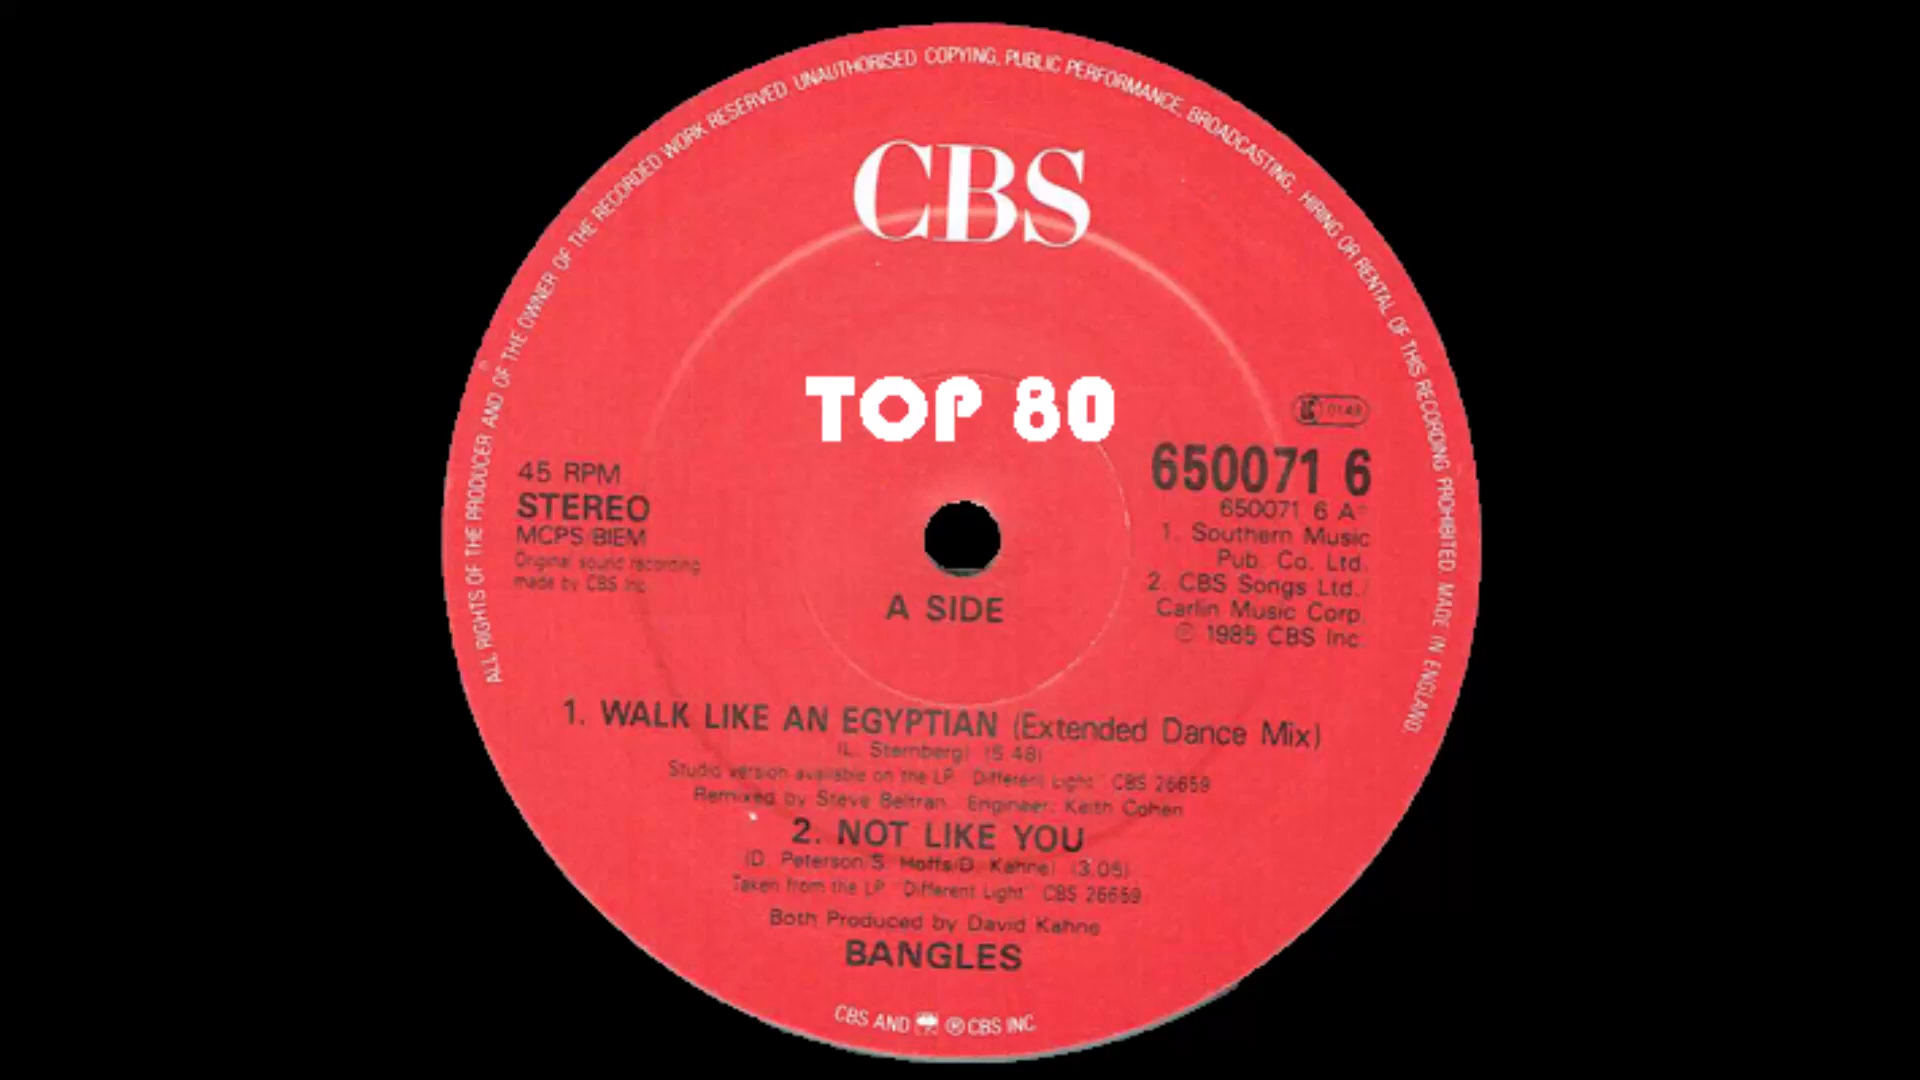 ALL RIGHTS OF THE PRODUCER AND OF THE OWNER OF THE RECORDED WORK RESERVED. UNAUTHORISED COPYING, PUBLIC PERFORMANCE, BROADCASTING, HIRING OR RENTAL OF THIS RECORDING PROHIBITED. MADE IN ENGLAND.
CBS
TOP 80
45 RPM
STEREO
MCPS/BIEM
Original sound recording
made by CBS Inc.
0149
650071 6
650071 6 A
1. Southern Music
Pub. Co. Ltd.
2. CBS Songs Ltd./
Carlin Music Corp.
℗ 1985 CBS Inc.
A SIDE
1. WALK LIKE AN EGYPTIAN (Extended Dance Mix)
(L. Sternberg) (5.48)
Studio version available on the LP "Different Light" CBS 26659
Remixed by Steve Beltran. Engineer: Keith Cohen
2. NOT LIKE YOU
(D. Peterson/S. Hoffs/D. Kahne) (3.05)
Taken from the LP "Different Light" CBS 26659
Both Produced by David Kahne
BANGLES
CBS AND ® CBS INC.